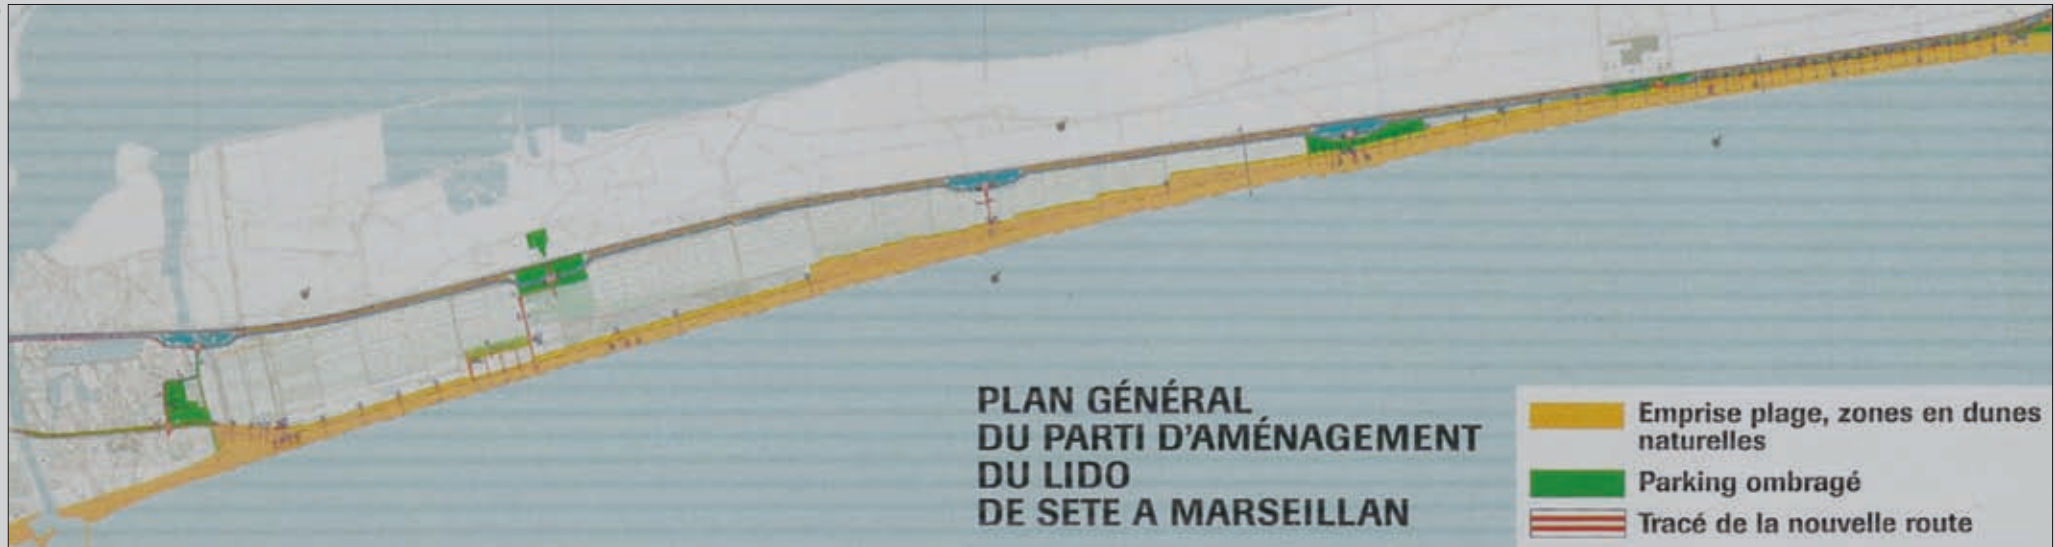 PLAN GÉNÉRAL
DU PARTI D'AMÉNAGEMENT
DU LIDO
DE SETE A MARSEILLAN
Emprise plage, zones en dunes
naturelles
Parking ombragé
Tracé de la nouvelle route